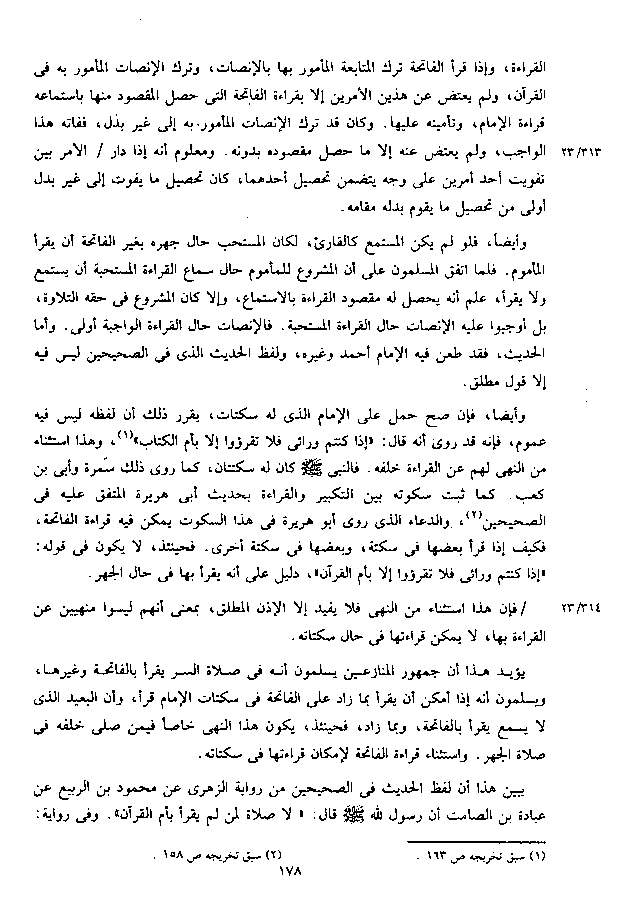 القراءة، وإذا قرأ الفاتحة ترك المتابعة المأمور بها بالإنصات، وترك الإنصات المأمور به فى
القرآن، ولم يعتض عن هذين الأمرين إلا بقراءة الفاتحة التى حصل المقصود منها باستماعه
قراءة الإمام، وتأمينه عليها. وكان قد ترك الإنصات المأمور به إلى غير بدل، ففاته هذا
٢٣/٣١٣ الواجب، ولم يعتض عنه إلا ما حصل مقصوده بدونه. ومعلوم أنه إذا دار / الأمر بين
تفويت أحد أمرين على وجه يتضمن تحصيل أحدهما، كان تحصيل ما يفوت إلى غير بدل
أولى من تحصيل ما يقوم بدله مقامه.
وأيضاً، فلو لم يكن المستمع كالقارئ، لكان المستحب حال جهره بغير الفاتحة أن يقرأ
المأموم. فلما اتفق المسلمون على أن المشروع للمأموم حال سماع القراءة المستحبة أن يستمع
ولا يقرأ، علم أنه يحصل له مقصود القراءة بالاستماع، وإلا كان المشروع فى حقه التلاوة،
بل أوجبوا عليه الإنصات حال القراءة المستحبة. فالإنصات حال القراءة الواجبة أولى. وأما
الحديث، فقد طعن فيه الإمام أحمد وغيره، ولفظ الحديث الذى فى الصحيحين ليس فيه
إلا قول مطلق.
وأيضا، فإن صح حمل على الإمام الذى له سكتات، يقرر ذلك أن لفظه ليس فيه
عموم، فإنه قد روى أنه قال: «إذا كنتم ورائى فلا تقرؤوا إلا بأم الكتاب»(١)، وهذا استثناء
من النهى لهم عن القراءة خلفه. فالنبى ﷺ كان له سكتتان، كما روى ذلك سمرة وأبى بن
كعب. كما ثبت سكوته بين التكبير والقراءة بحديث أبى هريرة المتفق عليه فى
الصحيحين(٢)، والدعاء الذى روى أبو هريرة فى هذا السكوت يمكن فيه قراءة الفاتحة،
فكيف إذا قرأ بعضها فى سكتة، وبعضها فى سكتة أخرى. فحينئذ، لا يكون فى قوله:
«إذا كنتم ورائى فلا تقرؤوا إلا بأم القرآن»، دليل على أنه يقرأ بها فى حال الجهر.
٢٣/٣١٤ / فإن هذا استثناء من النهى فلا يفيد إلا الإذن المطلق، بمعنى أنهم ليسوا منهيين عن
القراءة بها، لا يمكن قراءتها فى حال سكتاته.
يؤيد هذا أن جمهور المنازعين يسلمون أنه فى صلاة السر يقرأ بالفاتحة وغيرها،
ويسلمون أنه إذا أمكن أن يقرأ بما زاد على الفاتحة فى سكتات الإمام قرأ، وأن البعيد الذى
لا يسمع يقرأ بالفاتحة، وبما زاد، فحينئذ، يكون هذا النهى خاصاً فيمن صلى خلفه فى
صلاة الجهر. واستثناء قراءة الفاتحة لإمكان قراءتها فى سكتاته.
يبين هذا أن لفظ الحديث فى الصحيحين من رواية الزهرى عن محمود بن الربيع عن
عبادة بن الصامت أن رسول الله ﷺ قال: «لا صلاة لمن لم يقرأ بأم القرآن». وفى رواية:
(١) سبق تخريجه ص ١٦٣ . (٢) سبق تخريجه ص ١٥٨ .
١٧٨